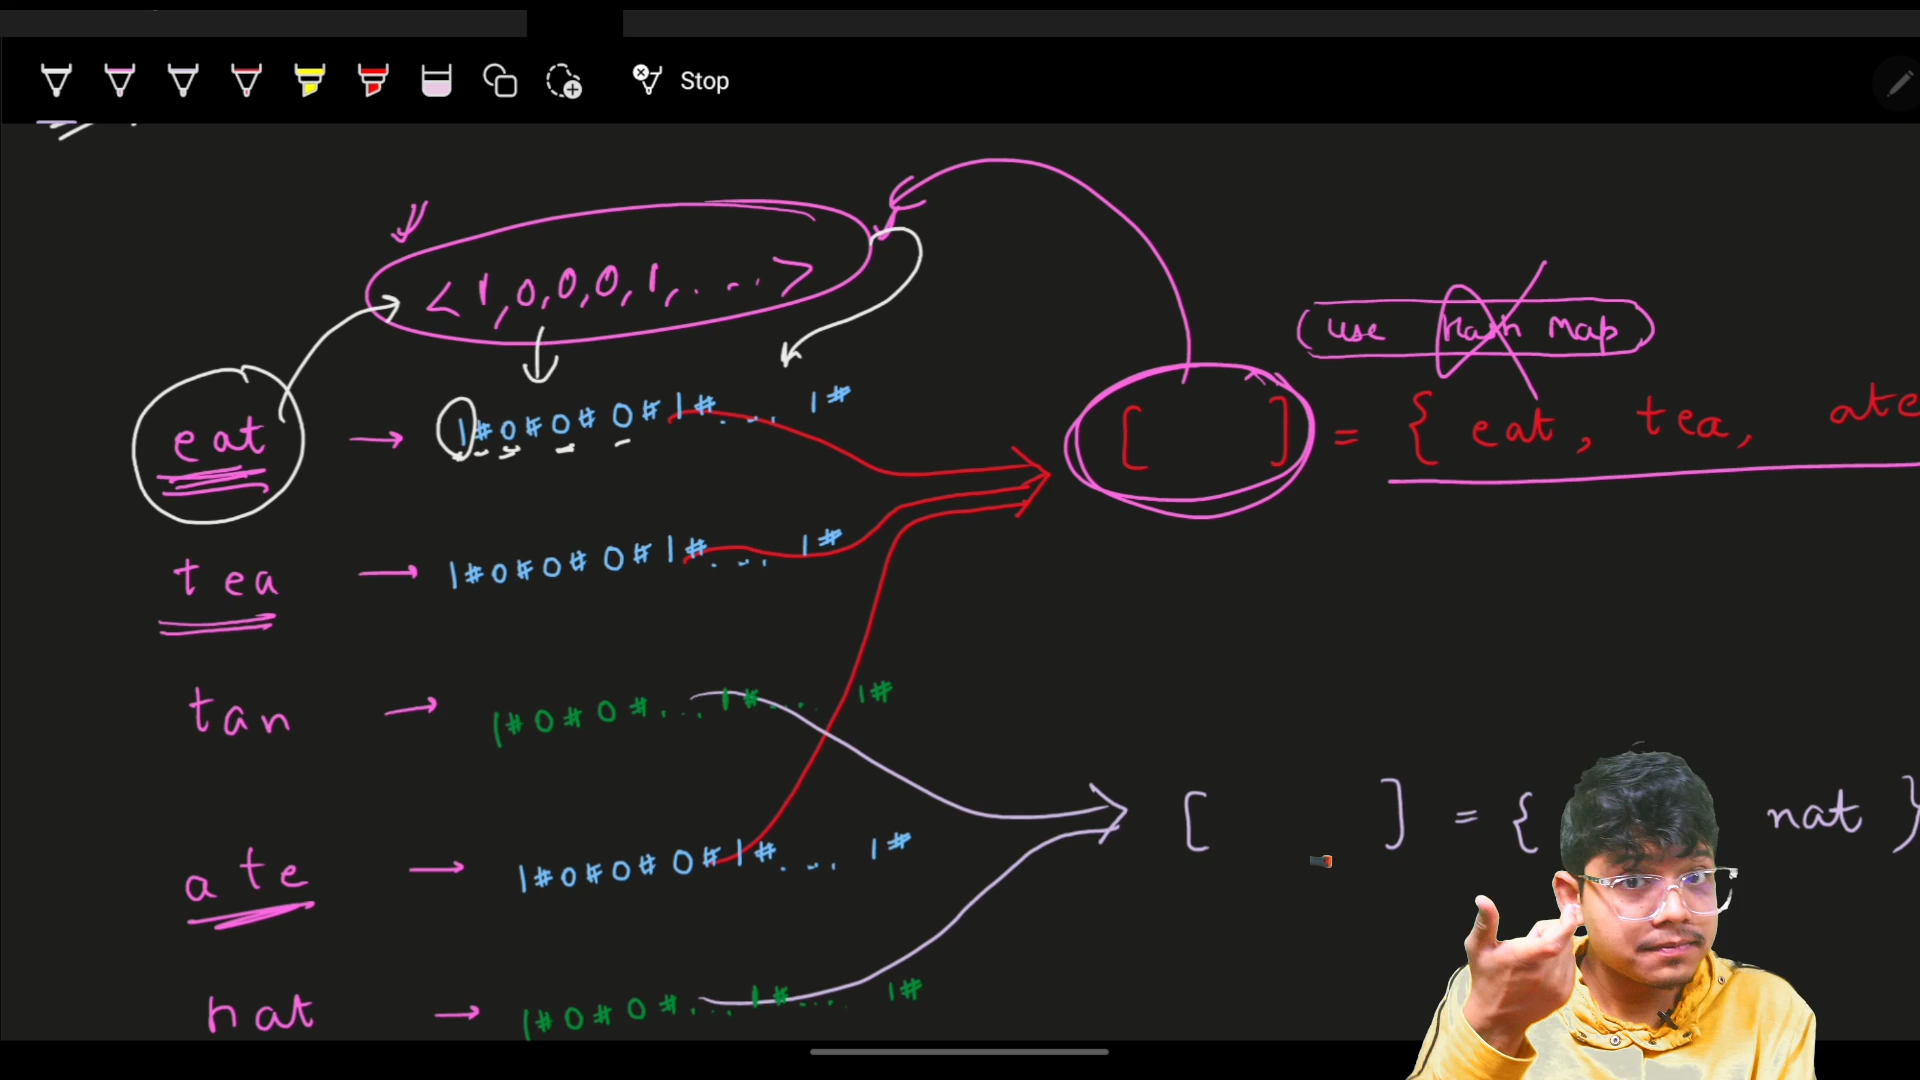 Stop
<1,0,0,0,1,...>
use Hash Map
eat → 1#0#0#0#1#... 1# [ ] = { eat, tea, ate
tea → 1#0#0#0#1#... 1#
tan → 1#0#0#...1#... 1#
[ ] = { nat }
ate → 1#0#0#0#1#... 1#
nat → 1#0#0#...1#... 1#